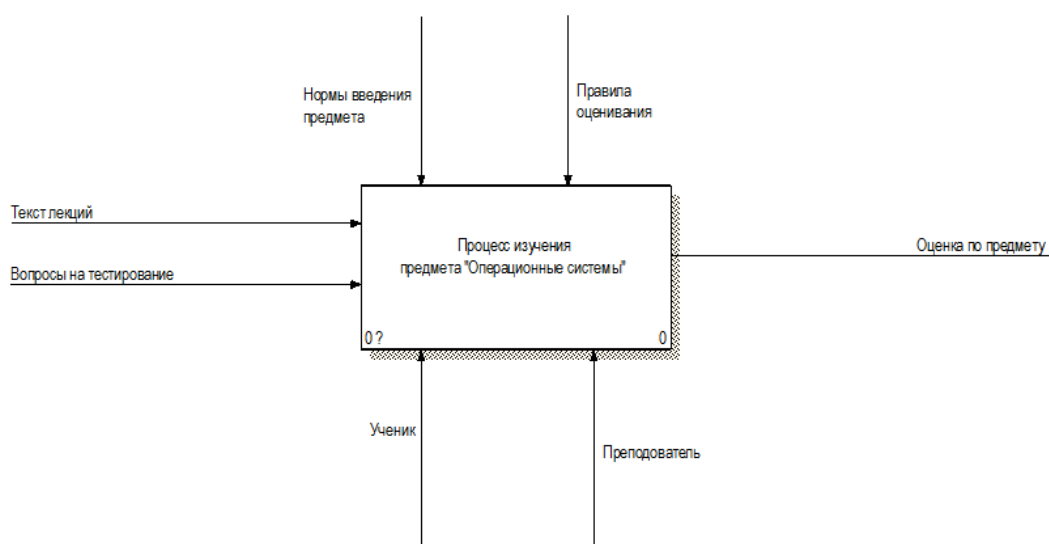 Нормы введения
предмета
Правила
оценивания
Текст лекций
Вопросы на тестирование
Процесс изучения
предмета "Операционные системы"
Оценка по предмету
0 ?
0
Ученик
Преподователь